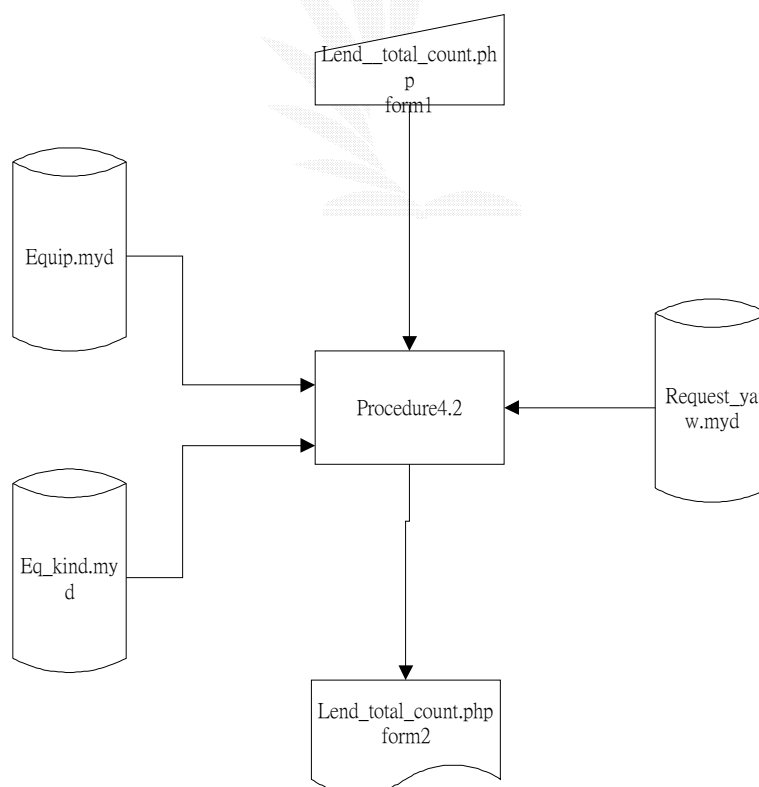 Lend__total_count.ph
p
form1
Equip.myd
Procedure4.2
Request_ya
w.myd
Eq_kind.my
d
Lend_total_count.php
form2